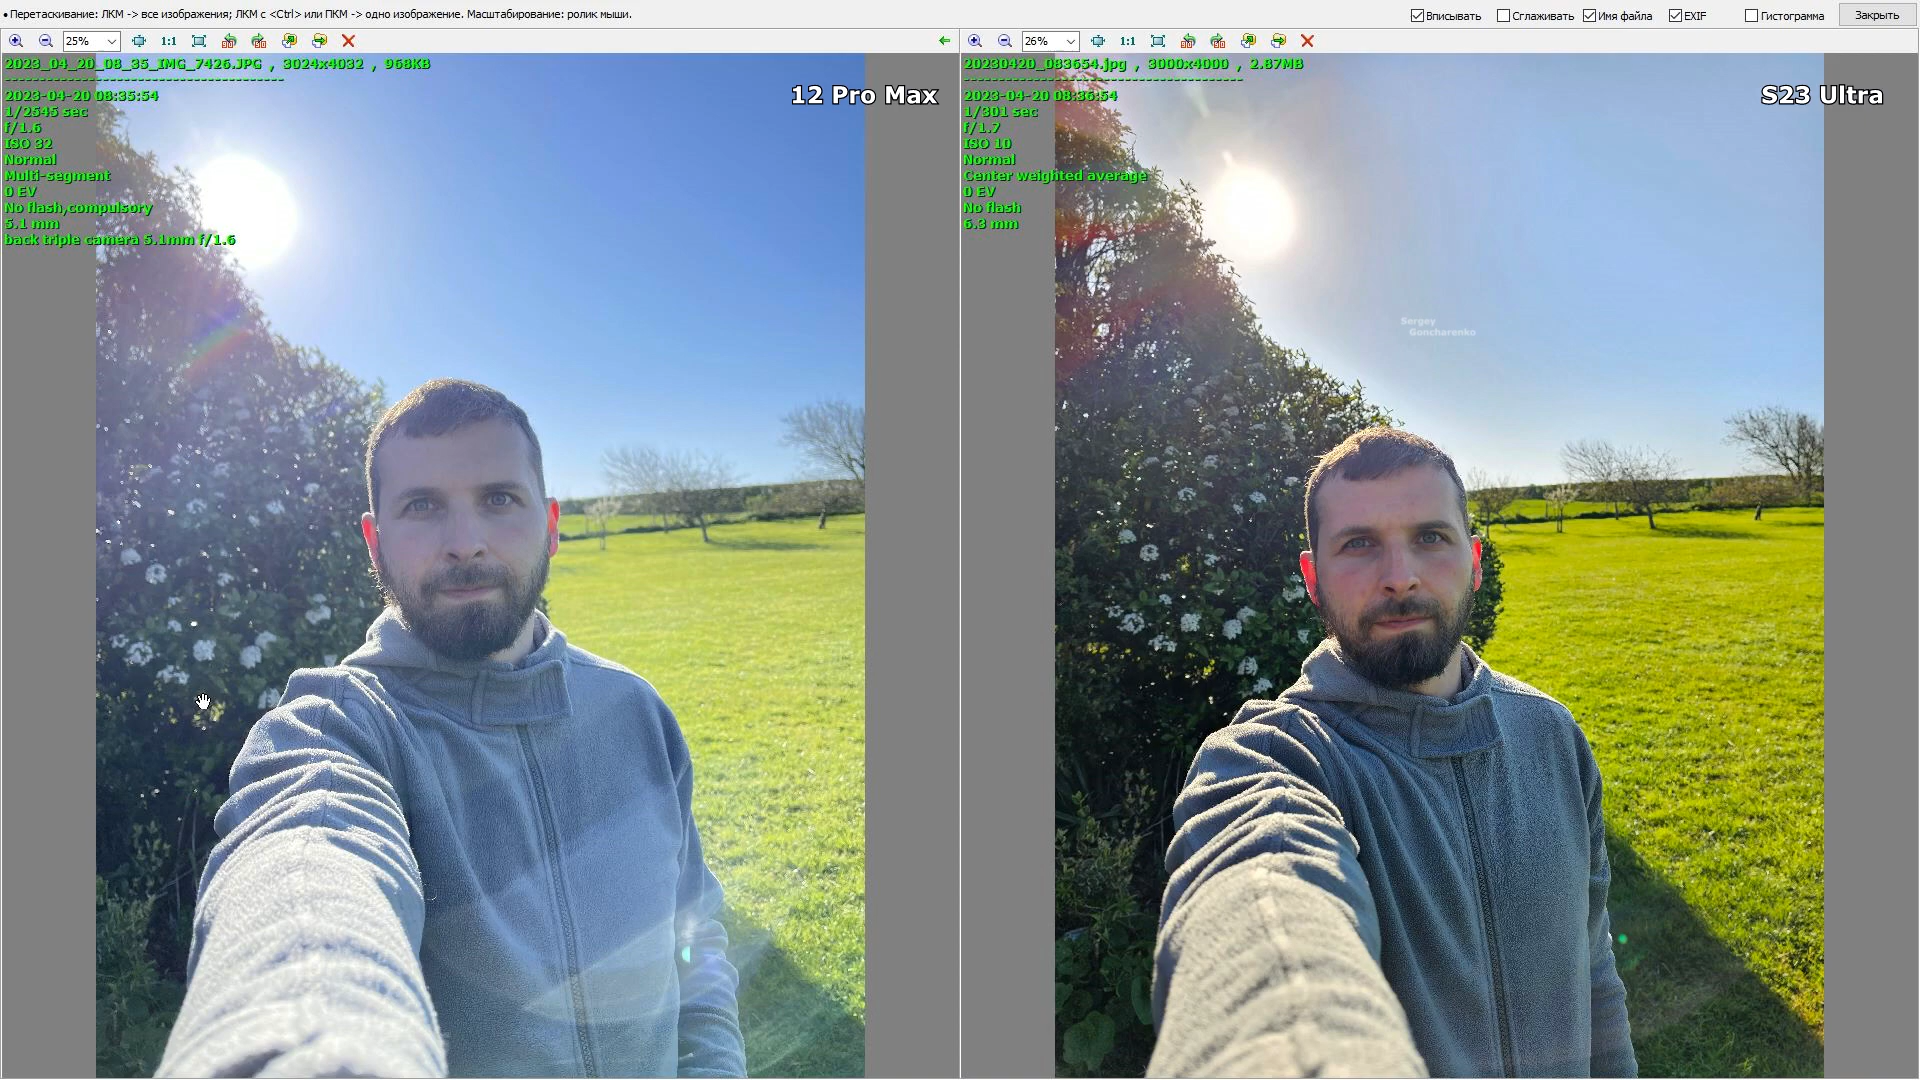 •Перетаскивание: ЛКМ -> все изображения; ЛКМ с <Ctrl> или ПКМ -> одно изображение. Масштабирование: ролик мыши.
Вписывать
Сглаживать
Имя файла
EXIF
Гистограмма
Закрыть
25%
1:1
26%
1:1
2023_04_20_08_35_IMG_7426.JPG , 3024x4032 , 968KB
----------------------------------------
2023-04-20 08:35:54
1/2545 sec
f/1.6
ISO 32
Normal
Multi-segment
0 EV
No flash,compulsory
5.1 mm
back triple camera 5.1mm f/1.6
12 Pro Max
20230420_083654.jpg , 3000x4000 , 2.87MB
----------------------------------------
2023-04-20 08:36:54
1/301 sec
f/1.7
ISO 10
Normal
Center weighted average
0 EV
No flash
6.3 mm
S23 Ultra
Sergey
Goncharenko